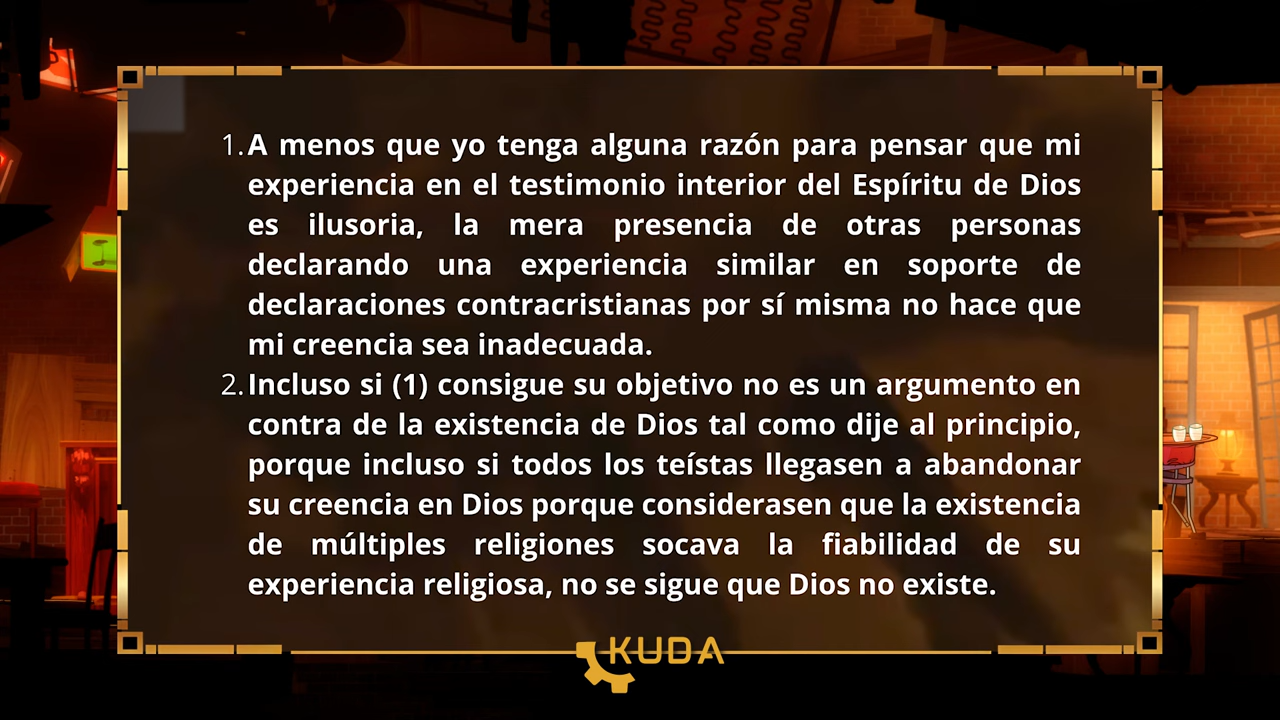 1. A menos que yo tenga alguna razón para pensar que mi
experiencia en el testimonio interior del Espíritu de Dios
es ilusoria, la mera presencia de otras personas
declarando una experiencia similar en soporte de
declaraciones contracristianas por sí misma no hace que
mi creencia sea inadecuada.
2. Incluso si (1) consigue su objetivo no es un argumento en
contra de la existencia de Dios tal como dije al principio,
porque incluso si todos los teístas llegasen a abandonar
su creencia en Dios porque considerasen que la existencia
de múltiples religiones socava la fiabilidad de su
experiencia religiosa, no se sigue que Dios no existe.
KUDA